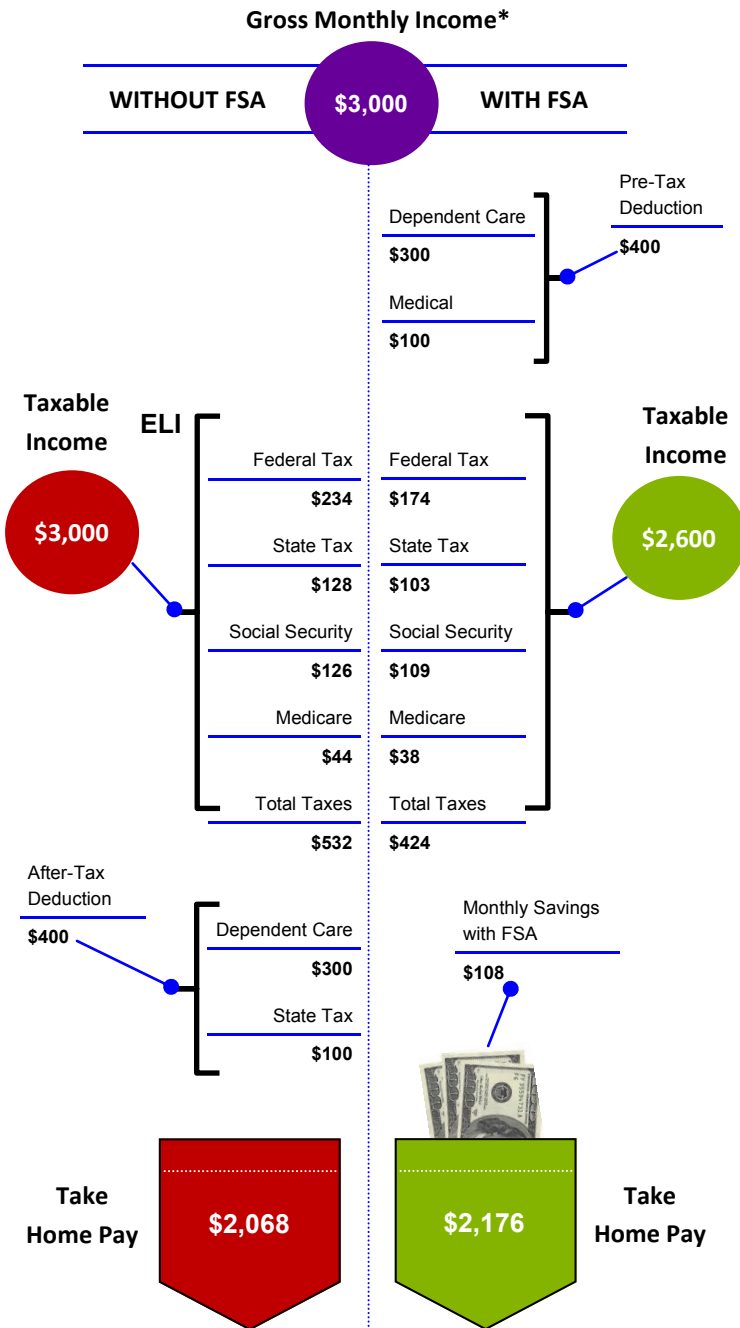 Gross Monthly Income*
WITHOUT FSA
$3,000
WITH FSA
Dependent Care
$300
Medical
$100
Pre-Tax
Deduction
$400
Taxable
Income
$3,000
ELI
Federal Tax
$234
State Tax
$128
Social Security
$126
Medicare
$44
Total Taxes
$532
Federal Tax
$174
State Tax
$103
Social Security
$109
Medicare
$38
Total Taxes
$424
Taxable
Income
$2,600
After-Tax
Deduction
$400
Dependent Care
$300
State Tax
$100
Monthly Savings
with FSA
$108
Take
Home Pay
$2,068
$2,176
Take
Home Pay